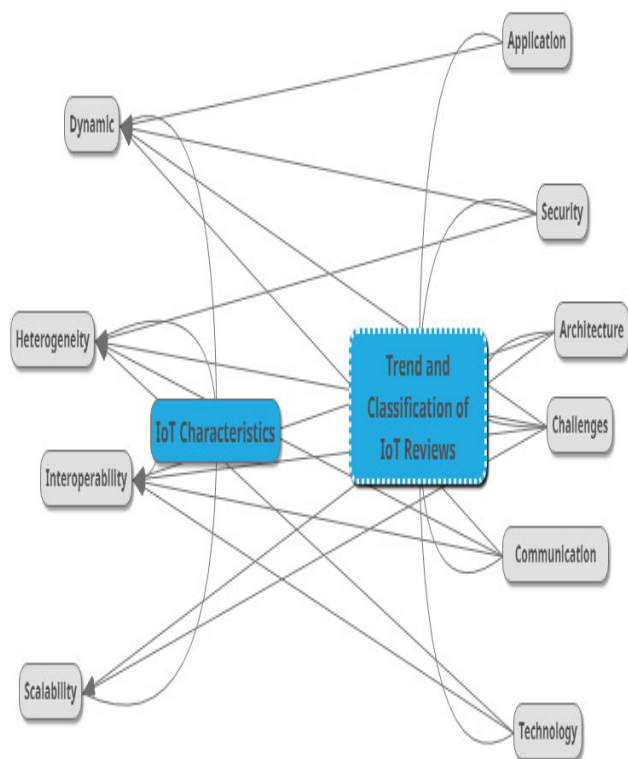 Application
Dynamic
Security
Heterogeneity
Architecture
Trend and
Classification of
IoT Reviews
IoT Characteristics
Challenges
Interoperability
Communication
Scalability
Technology